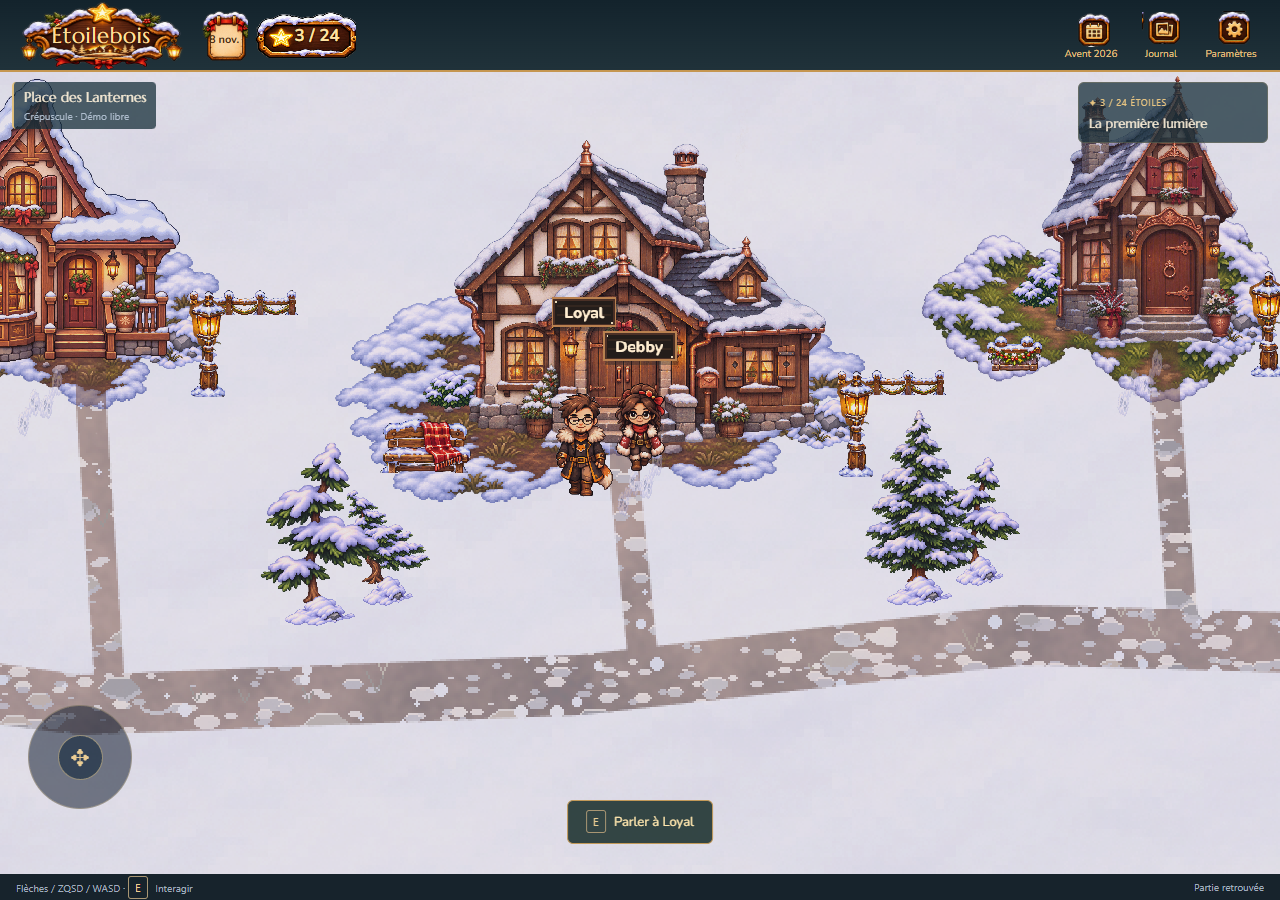 Etoilebois
8 nov.
3 / 24
Avent 2026
Journal
Paramètres
Place des Lanternes
Crépuscule · Démo libre
✦ 3 / 24 ÉTOILES
La première lumière
Loyal
Debby
E Parler à Loyal
Flèches / ZQSD / WASD · E Interagir
Partie retrouvée